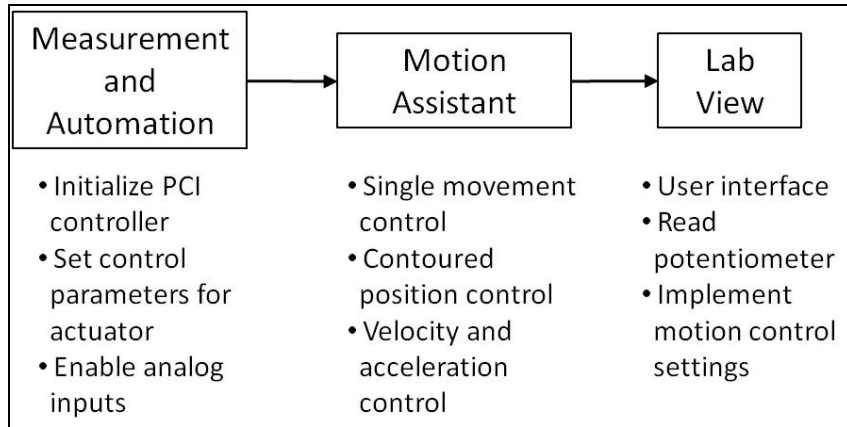 Measurement
and
Automation
Motion
Assistant
Lab
View
• Initialize PCI
controller
• Set control
parameters for
actuator
• Enable analog
inputs
• Single movement
control
• Contoured
position control
• Velocity and
acceleration
control
• User interface
• Read
potentiometer
• Implement
motion control
settings